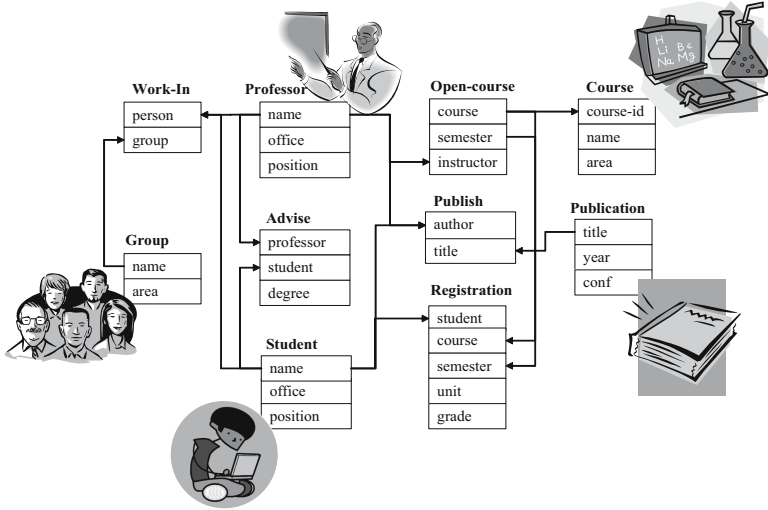 Work-In
person
group
Professor
name
office
position
Open-course
course
semester
instructor
Course
course-id
name
area
H
Li Be
Na Mg
Group
name
area
Advise
professor
student
degree
Publish
author
title
Publication
title
year
conf
Student
name
office
position
Registration
student
course
semester
unit
grade